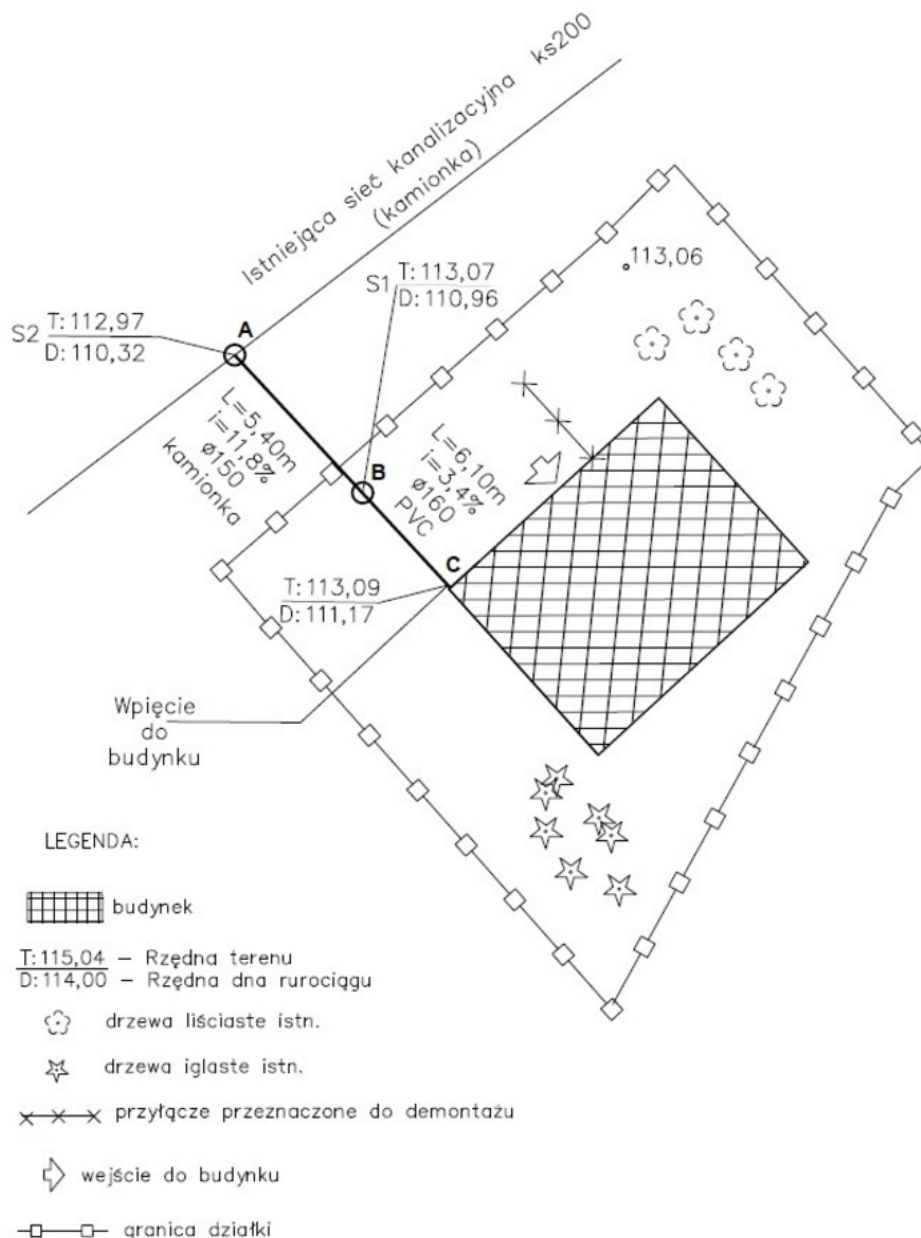 Istniejąca sieć kanalizacyjna ks200
(kamionka)
113,06
S1 T:113,07
D:110,96
S2 T:112,97
D:110,32
A
L=5,40m
i=11,8%
ø150
kamionka
B
L=6,10m
i=3,4%
ø160
PVC
C
T:113,09
D:111,17
Wpięcie
do
budynku
LEGENDA:
budynek
T:115,04 – Rzędna terenu
D:114,00 – Rzędna dna rurociągu
drzewa liściaste istn.
drzewa iglaste istn.
przyłącze przeznaczone do demontażu
wejście do budynku
granica działki